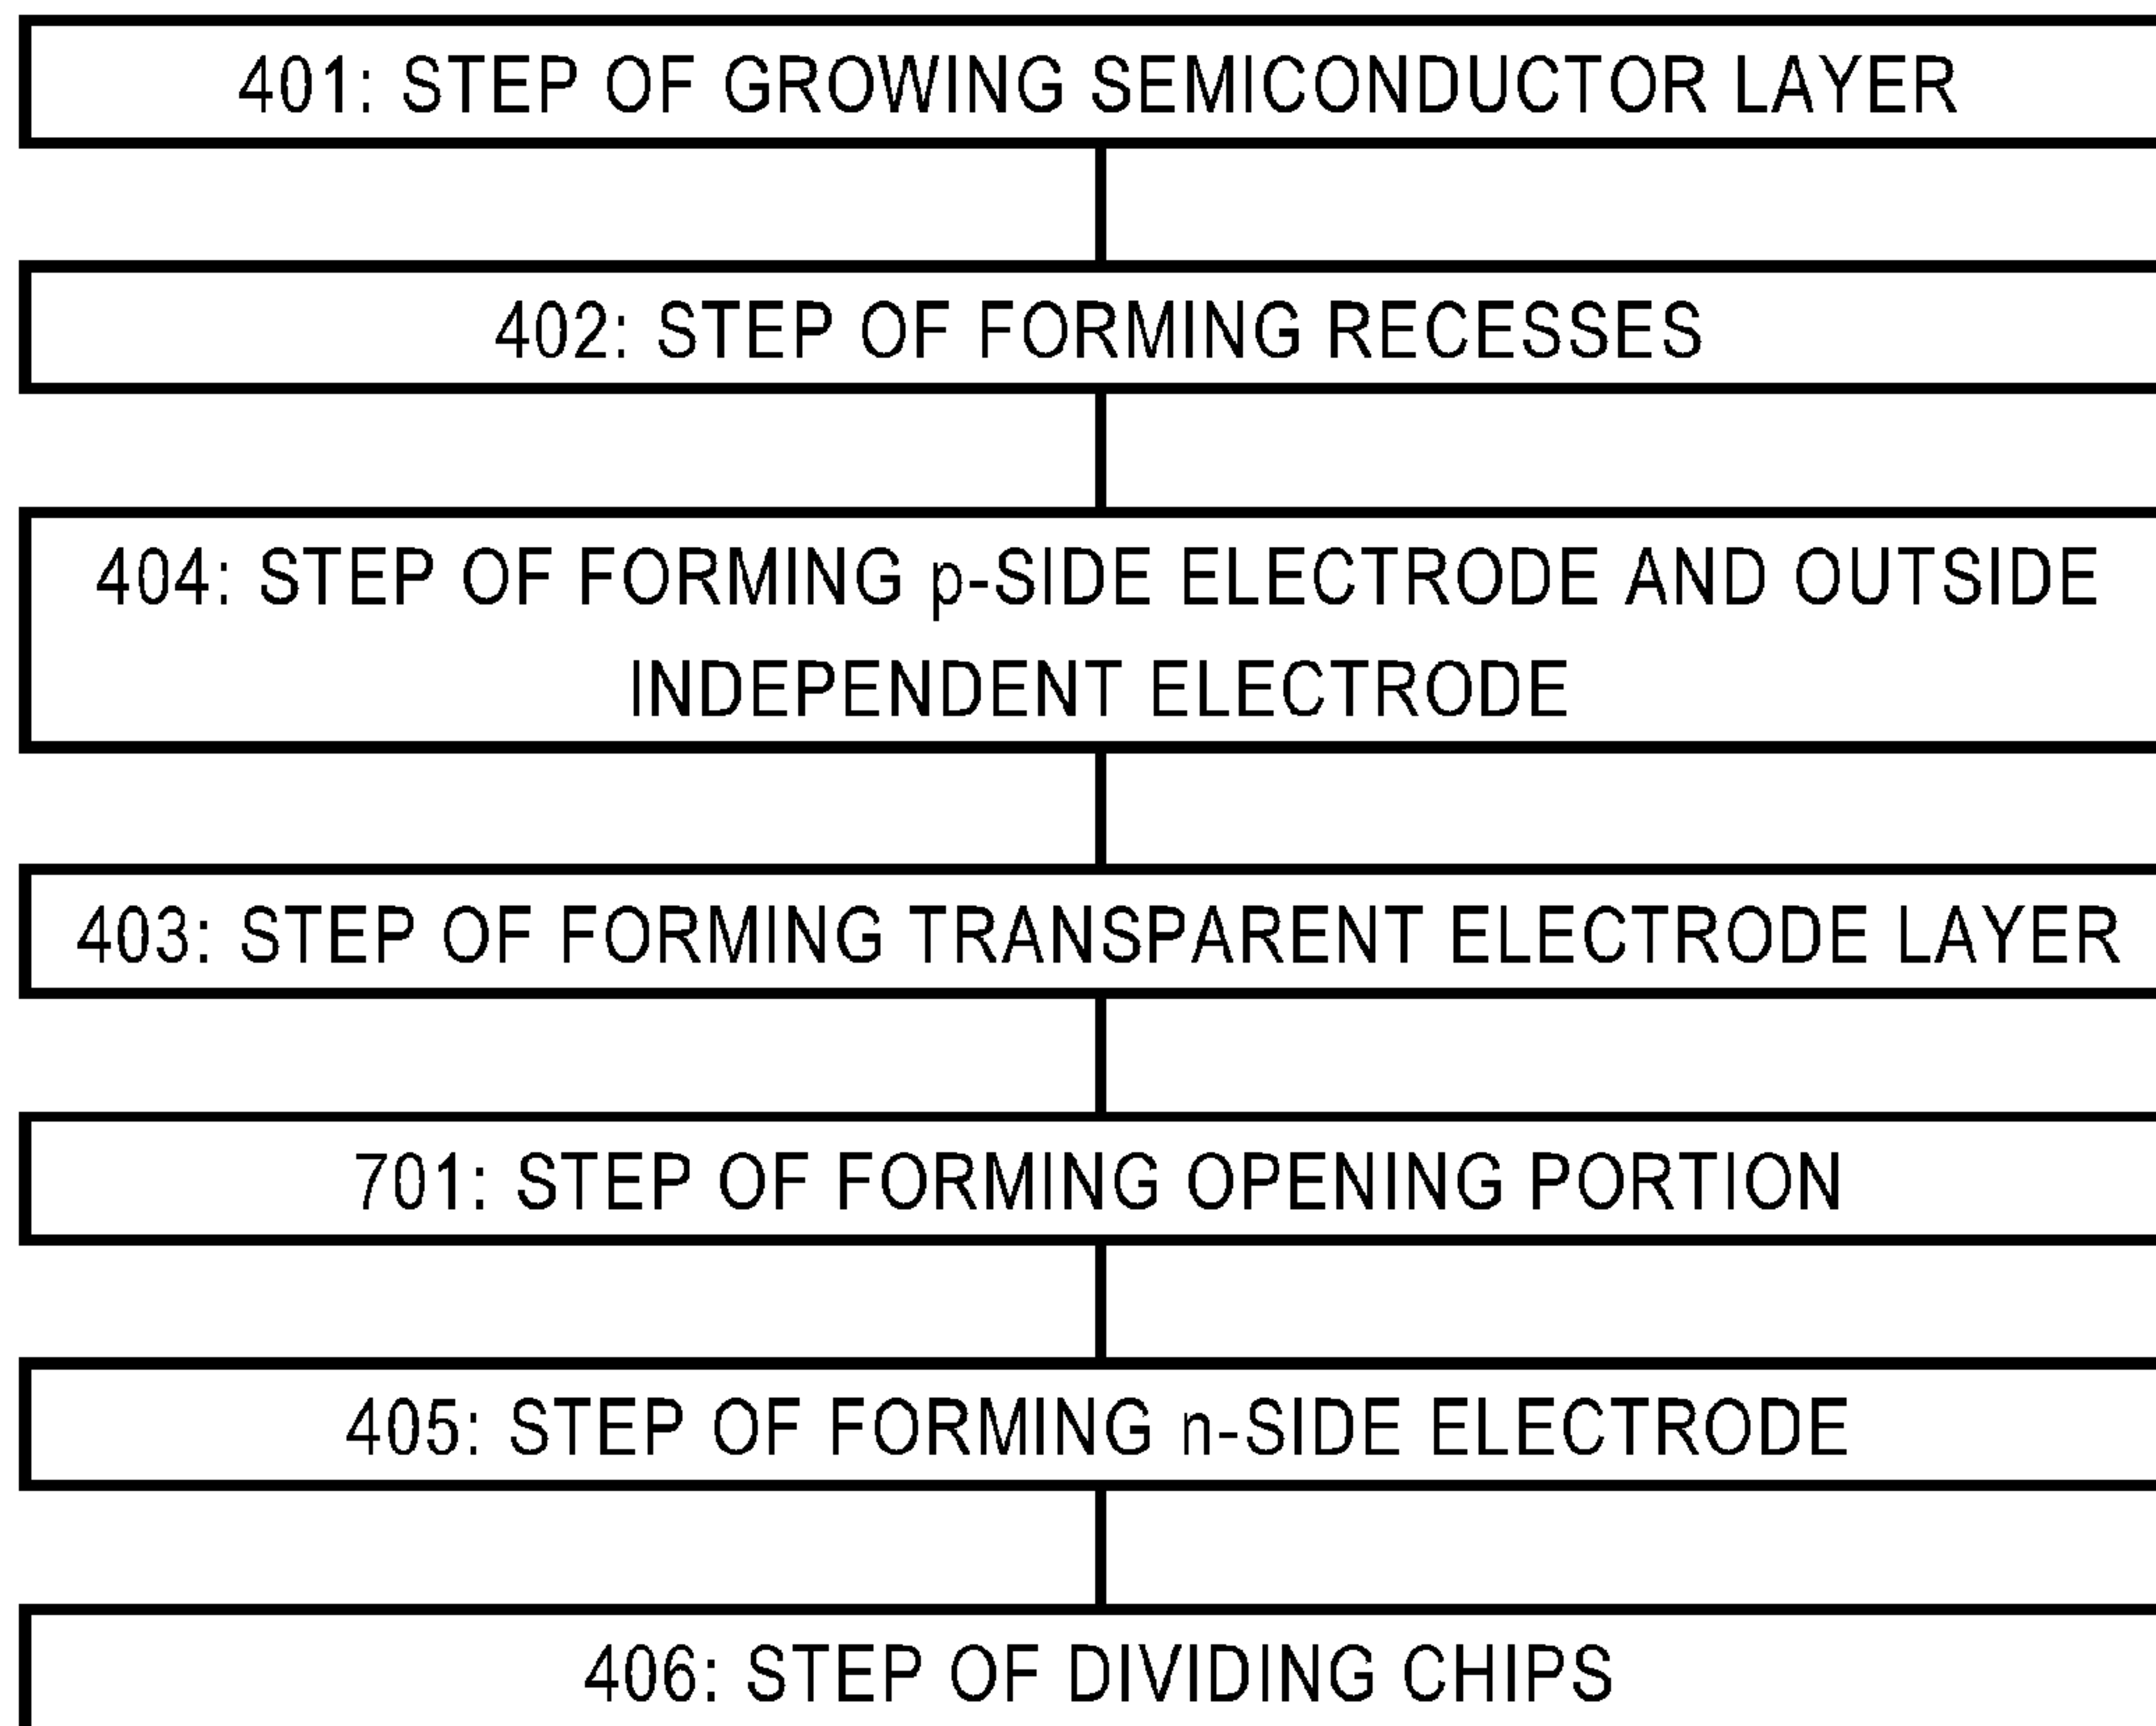 401: STEP OF GROWING SEMICONDUCTOR LAYER
402: STEP OF FORMING RECESSES
404: STEP OF FORMING p-SIDE ELECTRODE AND OUTSIDE
INDEPENDENT ELECTRODE
403: STEP OF FORMING TRANSPARENT ELECTRODE LAYER
701: STEP OF FORMING OPENING PORTION
405: STEP OF FORMING n-SIDE ELECTRODE
406: STEP OF DIVIDING CHIPS